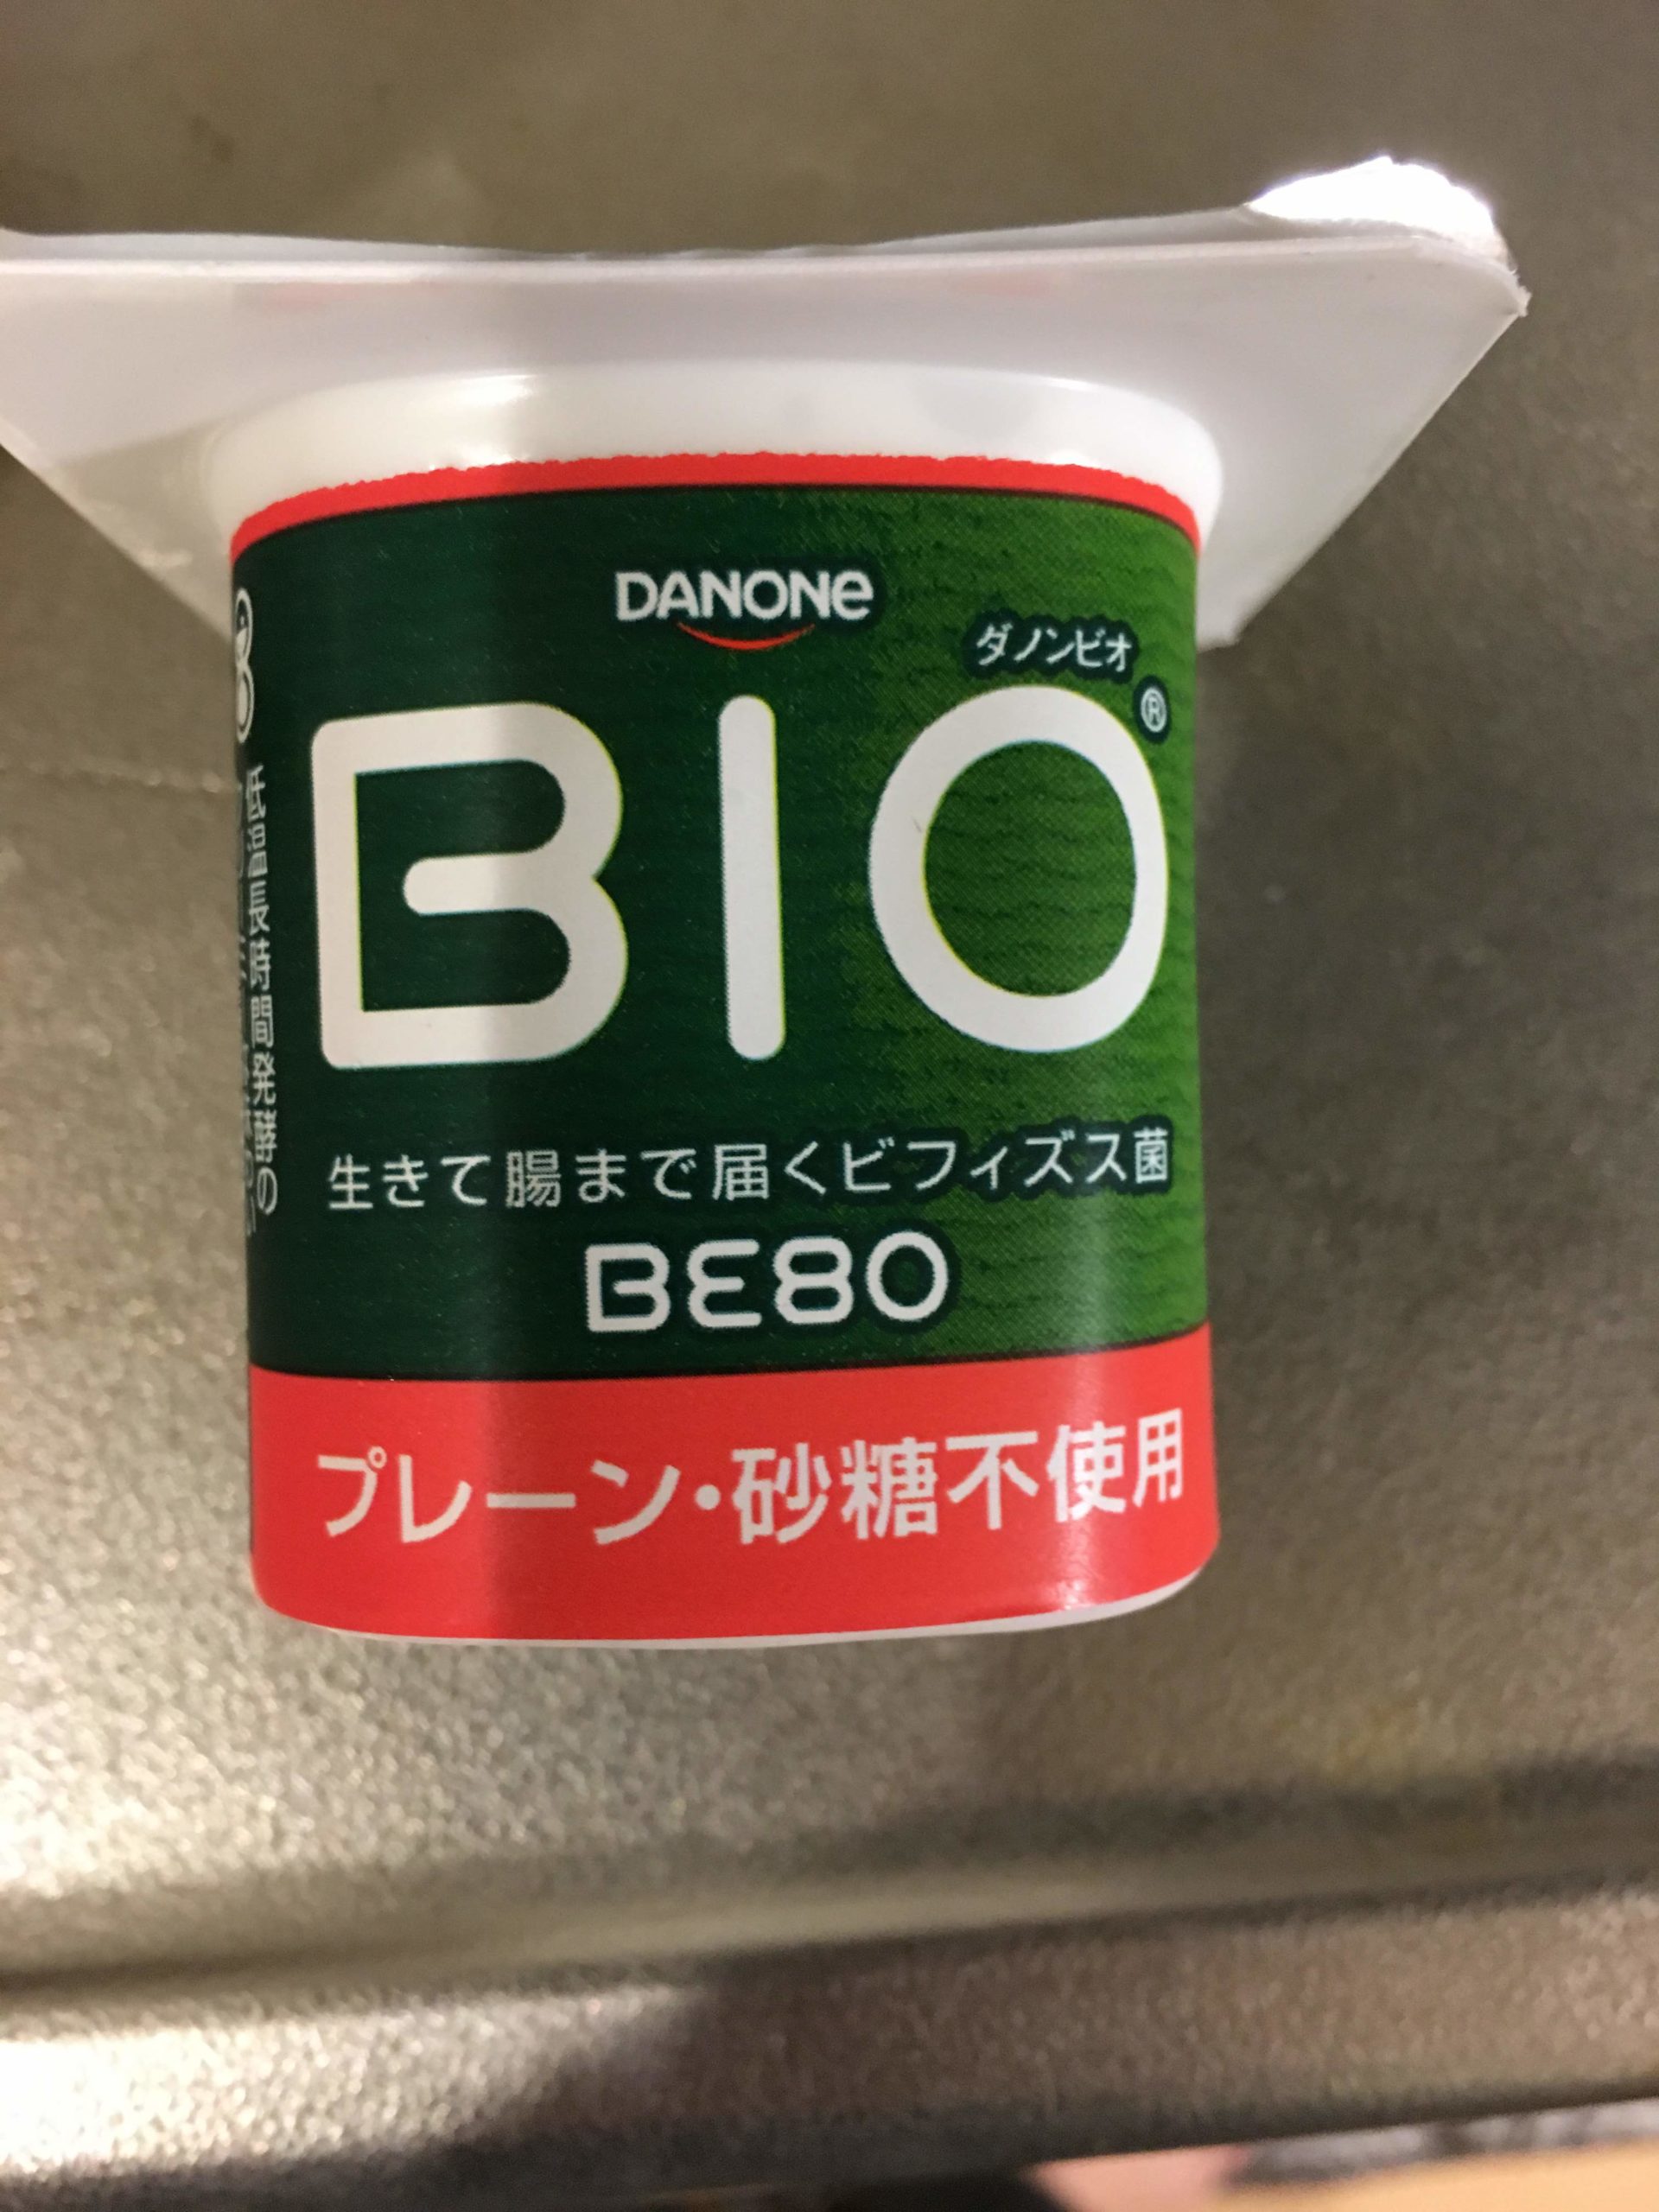 DANONE
ダノンビオ
BIO®
生きて腸まで届くビフィズス菌
BE80
プレーン・砂糖不使用
低温長時間発酵の